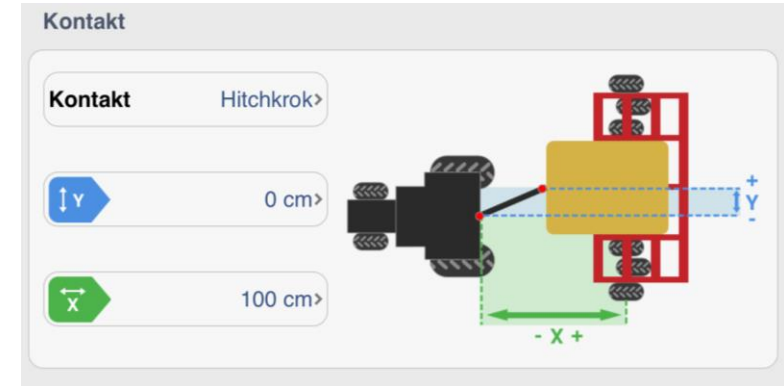 Kontakt
Kontakt Hitchkrok>
Y 0 cm>
X 100 cm>
+
Y
-
- X +